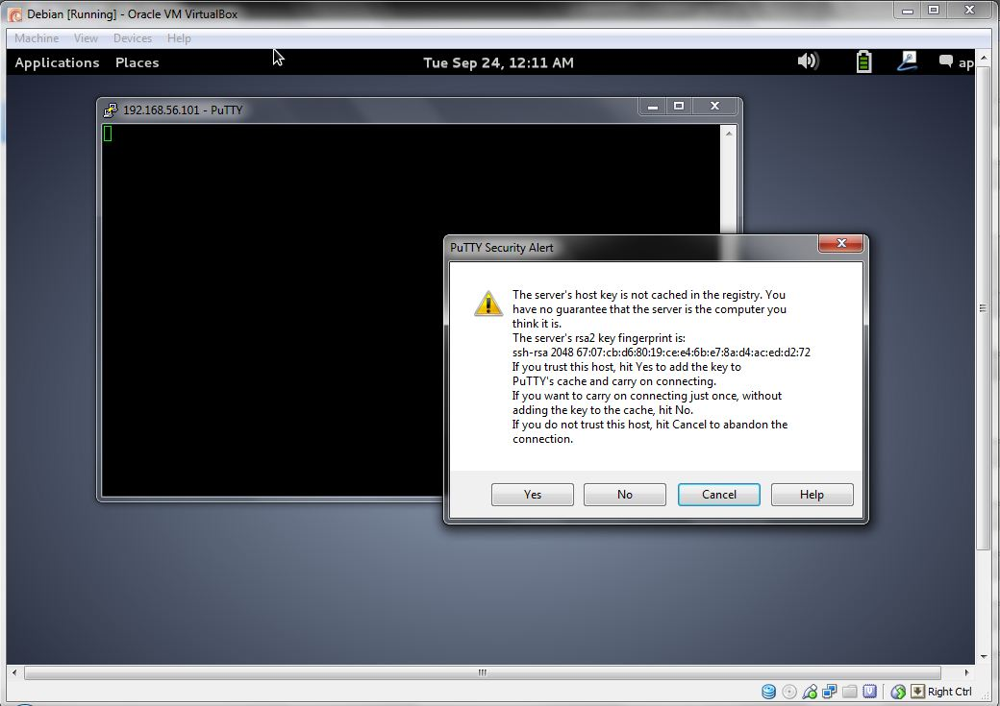 Debian [Running] - Oracle VM VirtualBox
Machine View Devices Help
Applications Places Tue Sep 24, 12:11 AM ap
192.168.56.101 - PuTTY
PuTTY Security Alert
The server's host key is not cached in the registry. You
have no guarantee that the server is the computer you
think it is.
The server's rsa2 key fingerprint is:
ssh-rsa 2048 67:07:cb:d6:80:19:ce:e4:6b:e7:8a:d4:ac:ed:d2:72
If you trust this host, hit Yes to add the key to
PuTTY's cache and carry on connecting.
If you want to carry on connecting just once, without
adding the key to the cache, hit No.
If you do not trust this host, hit Cancel to abandon the
connection.
Yes No Cancel Help
Right Ctrl